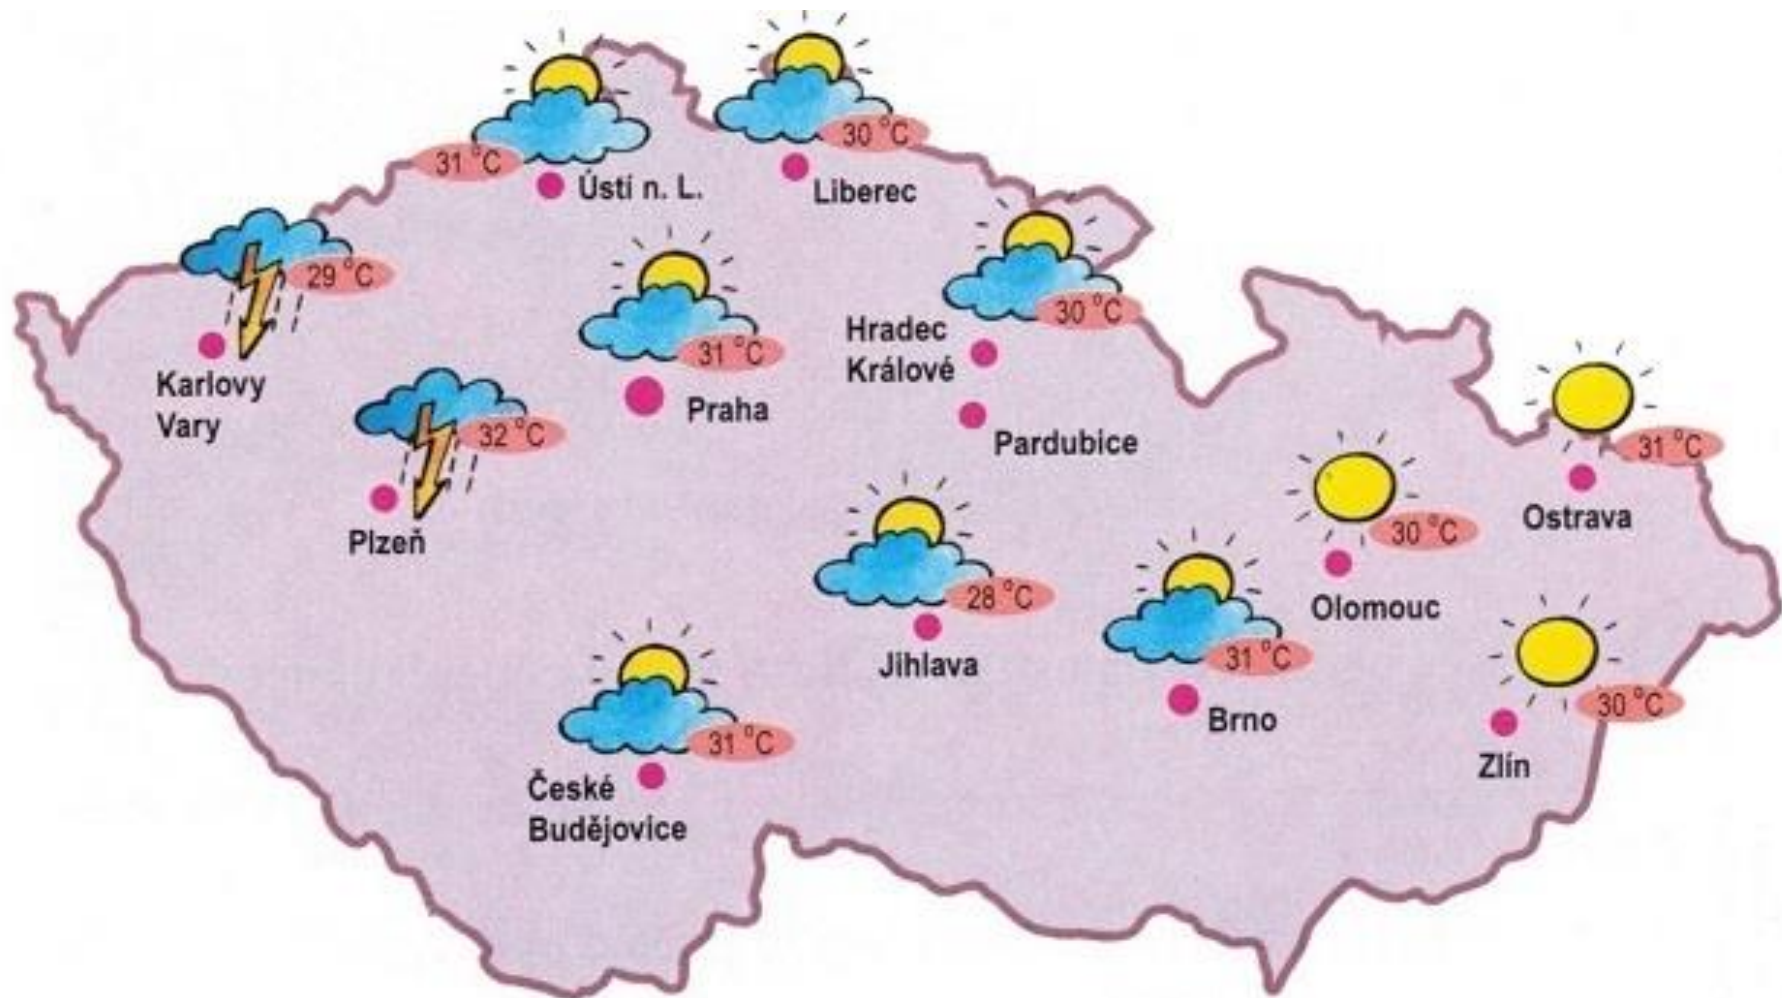 31 °C
Ústí n. L.
30 °C
Liberec
29 °C
Karlovy
Vary
31 °C
Praha
30 °C
Hradec
Králové
Pardubice
32 °C
Plzeň
31 °C
Ostrava
30 °C
Olomouc
28 °C
Jihlava
31 °C
Brno
30 °C
Zlín
31 °C
České
Budějovice